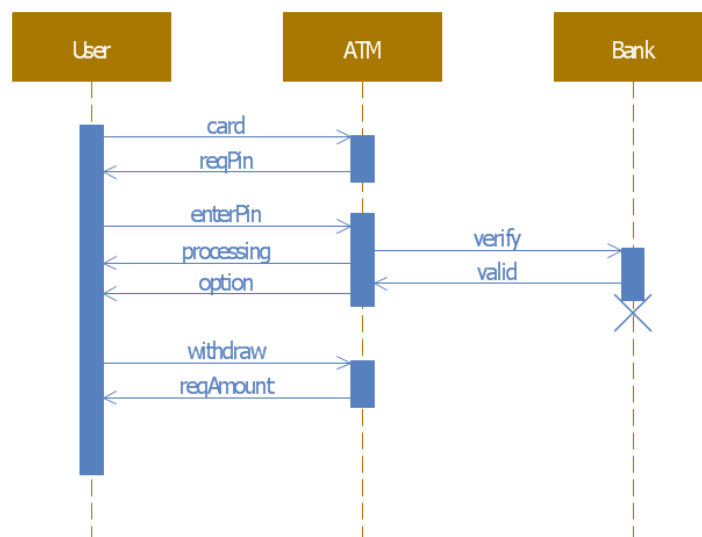 User
ATM
Bank
card
reqPin
enterPin
verify
processing
valid
option
withdraw
reqAmount